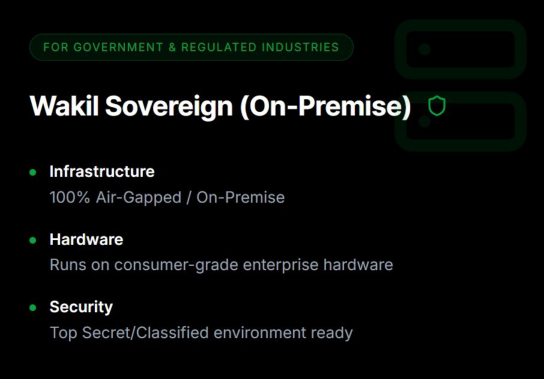 FOR GOVERNMENT & REGULATED INDUSTRIES
Wakil Sovereign (On-Premise)
Infrastructure
100% Air-Gapped / On-Premise
Hardware
Runs on consumer-grade enterprise hardware
Security
Top Secret/Classified environment ready